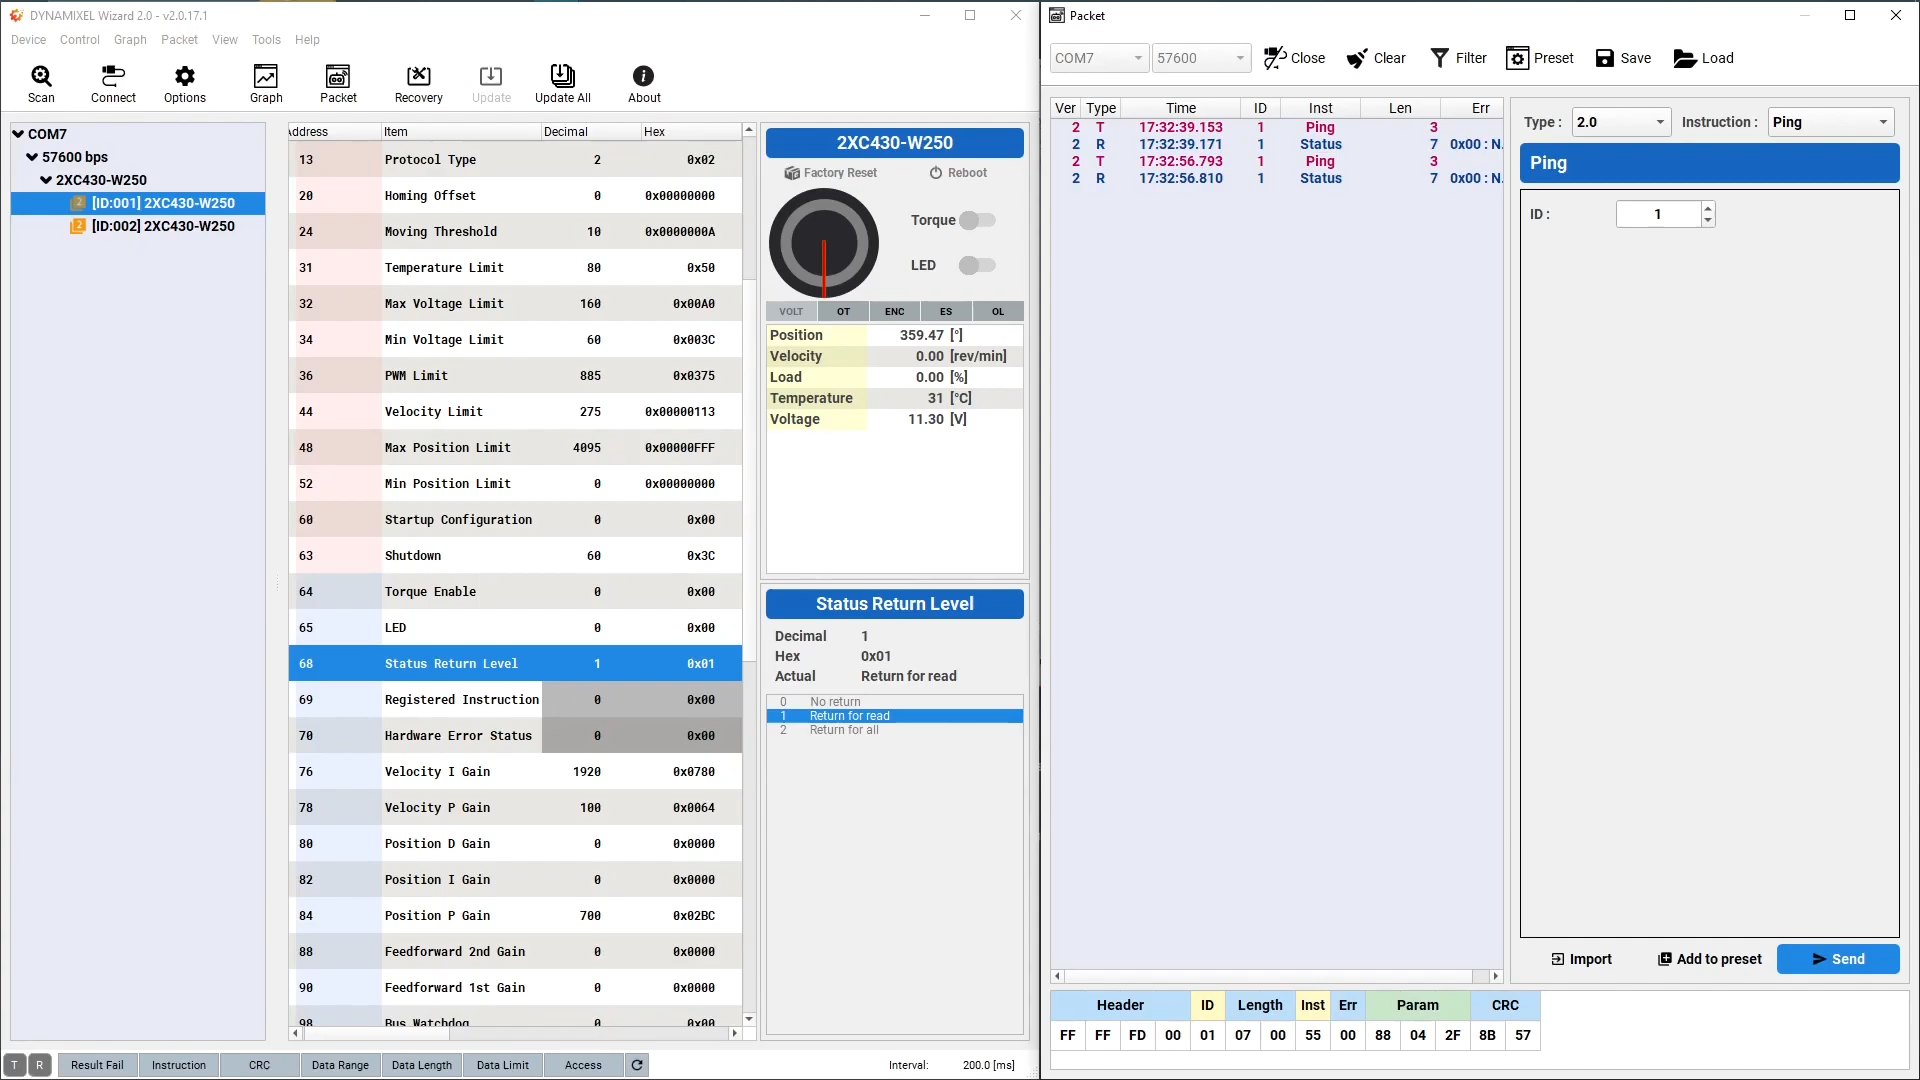 DYNAMIXEL Wizard 2.0 - v2.0.17.1
Device Control Graph Packet View Tools Help
Scan Connect Options Graph Packet Recovery Update Update All About
COM7
57600 bps
2XC430-W250
2 [ID:001] 2XC430-W250
2 [ID:002] 2XC430-W250
Address Item Decimal Hex
13 Protocol Type 2 0x02
20 Homing Offset 0 0x00000000
24 Moving Threshold 10 0x0000000A
31 Temperature Limit 80 0x50
32 Max Voltage Limit 160 0x00A0
34 Min Voltage Limit 60 0x003C
36 PWM Limit 885 0x0375
44 Velocity Limit 275 0x00000113
48 Max Position Limit 4095 0x00000FFF
52 Min Position Limit 0 0x00000000
60 Startup Configuration 0 0x00
63 Shutdown 60 0x3C
64 Torque Enable 0 0x00
65 LED 0 0x00
68 Status Return Level 1 0x01
69 Registered Instruction 0 0x00
70 Hardware Error Status 0 0x00
76 Velocity I Gain 1920 0x0780
78 Velocity P Gain 100 0x0064
80 Position D Gain 0 0x0000
82 Position I Gain 0 0x0000
84 Position P Gain 700 0x02BC
88 Feedforward 2nd Gain 0 0x0000
90 Feedforward 1st Gain 0 0x0000
98 Bus Watchdog 0 0x00
2XC430-W250
Factory Reset Reboot
Torque
LED
VOLT OT ENC ES OL
Position 359.47 [°]
Velocity 0.00 [rev/min]
Load 0.00 [%]
Temperature 31 [°C]
Voltage 11.30 [V]
Status Return Level
Decimal 1
Hex 0x01
Actual Return for read
0 No return
1 Return for read
2 Return for all
T R Result Fail Instruction CRC Data Range Data Length Data Limit Access Interval: 200.0 [ms]
Packet
COM7 57600 Close Clear Filter Preset Save Load
Ver Type Time ID Inst Len Err
2 T 17:32:39.153 1 Ping 3
2 R 17:32:39.171 1 Status 7 0x00 : N.
2 T 17:32:56.793 1 Ping 3
2 R 17:32:56.810 1 Status 7 0x00 : N.
Type : 2.0 Instruction : Ping
Ping
ID : 1
Import Add to preset Send
Header ID Length Inst Err Param CRC
FF FF FD 00 01 07 00 55 00 88 04 2F 8B 57